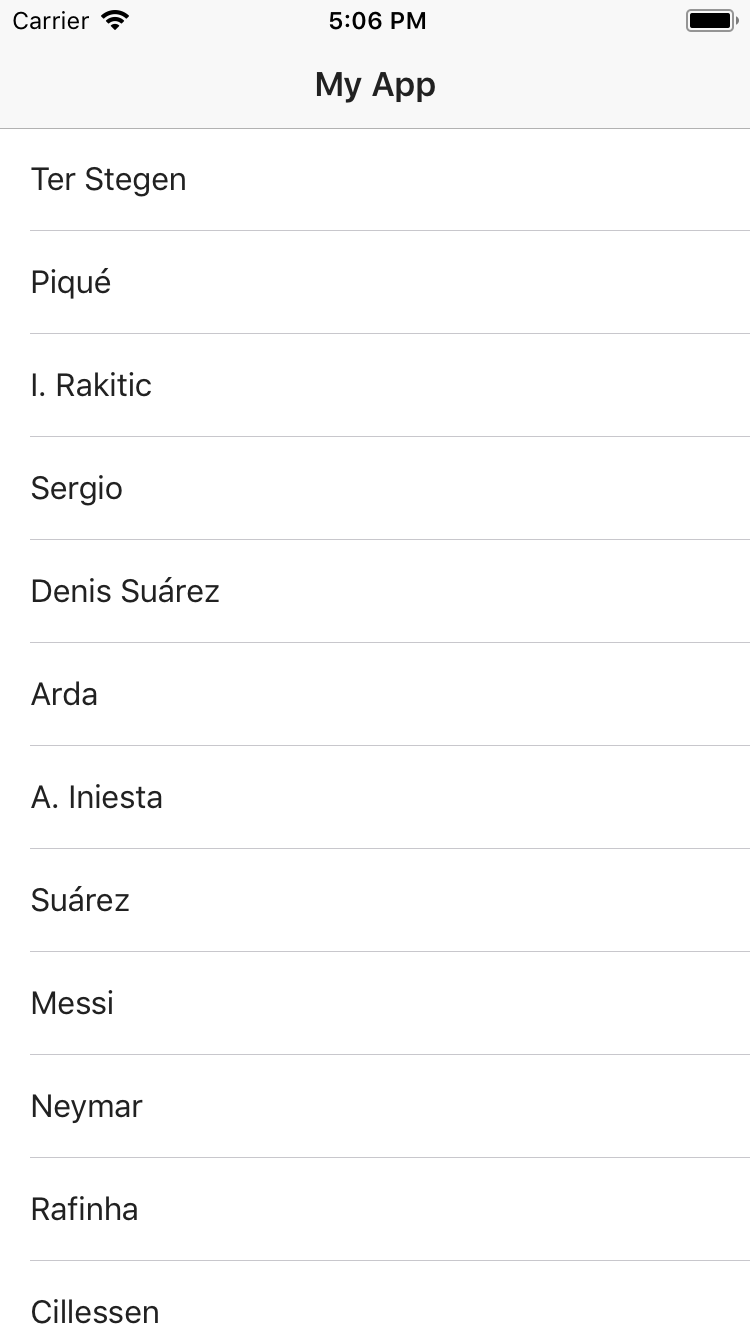 Carrier 5:06 PM
My App
Ter Stegen
Piqué
I. Rakitic
Sergio
Denis Suárez
Arda
A. Iniesta
Suárez
Messi
Neymar
Rafinha
Cillessen